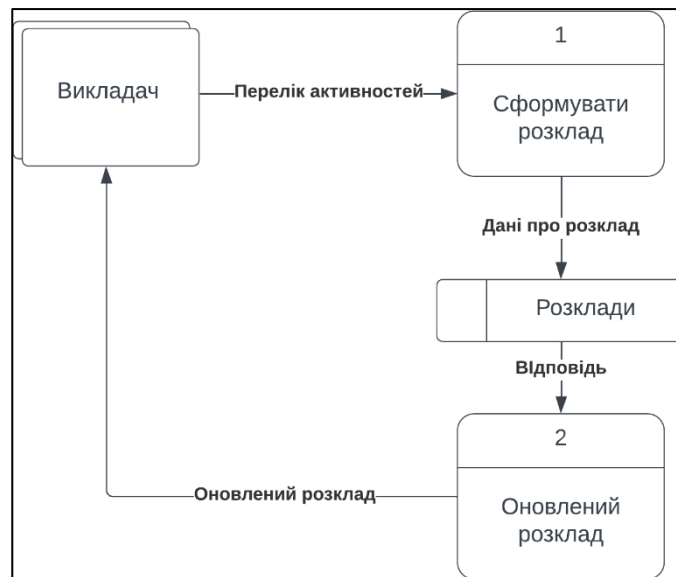 1
Викладач
Перелік активностей
Сформувати
розклад
Дані про розклад
Розклади
ВІдповідь
2
Оновлений розклад
Оновлений
розклад